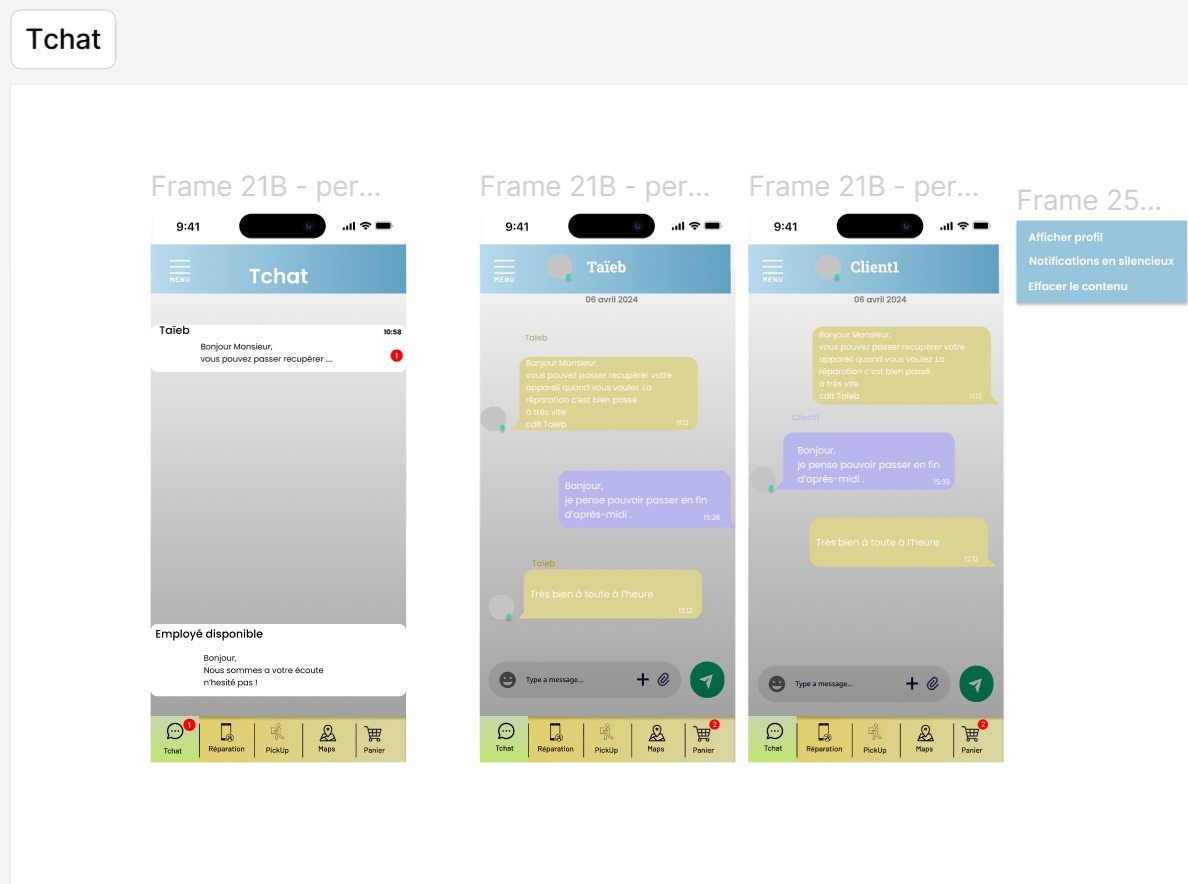 Tchat
Frame 21B - per...
9:41
MENU
Tchat
Taïeb
10:58
Bonjour Monsieur,
vous pouvez passer recupérer ...
1
Employé disponible
Bonjour,
Nous sommes a votre écoute
n'hesité pas !
1
Tchat
Réparation
PickUp
Maps
Panier
Frame 21B - per...
9:41
MENU
Taïeb
06 avril 2024
Taïeb
Bonjour Monsieur,
vous pouvez passer recupérer votre
appareil quand vous voulez .La
réparation c'est bien passé .
à très vite
cdlt Taïeb
11:12
Bonjour,
je pense pouvoir passer en fin
d'après-midi .
15:38
Taïeb
Très bien à toute à l'heure
12:12
Type a message...
Tchat
Réparation
PickUp
Maps
2
Panier
Frame 21B - per...
9:41
MENU
Client1
06 avril 2024
Bonjour Monsieur,
vous pouvez passer recupérer votre
appareil quand vous voulez .La
réparation c'est bien passé .
à très vite
cdlt Taïeb
11:12
Client1
Bonjour,
je pense pouvoir passer en fin
d'après-midi .
15:38
Très bien à toute à l'heure
12:12
Type a message...
Tchat
Réparation
PickUp
Maps
2
Panier
Frame 25...
Afficher profil
Notifications en silencieux
Effacer le contenu